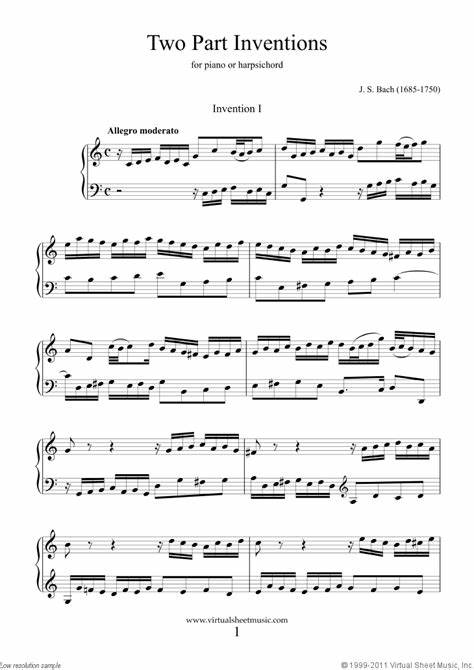 Two Part Inventions
for piano or harpsichord
J. S. Bach (1685-1750)
Invention I
Allegro moderato
www.virtualsheetmusic.com
1
Low resolution sample
©1999-2011 Virtual Sheet Music, Inc.